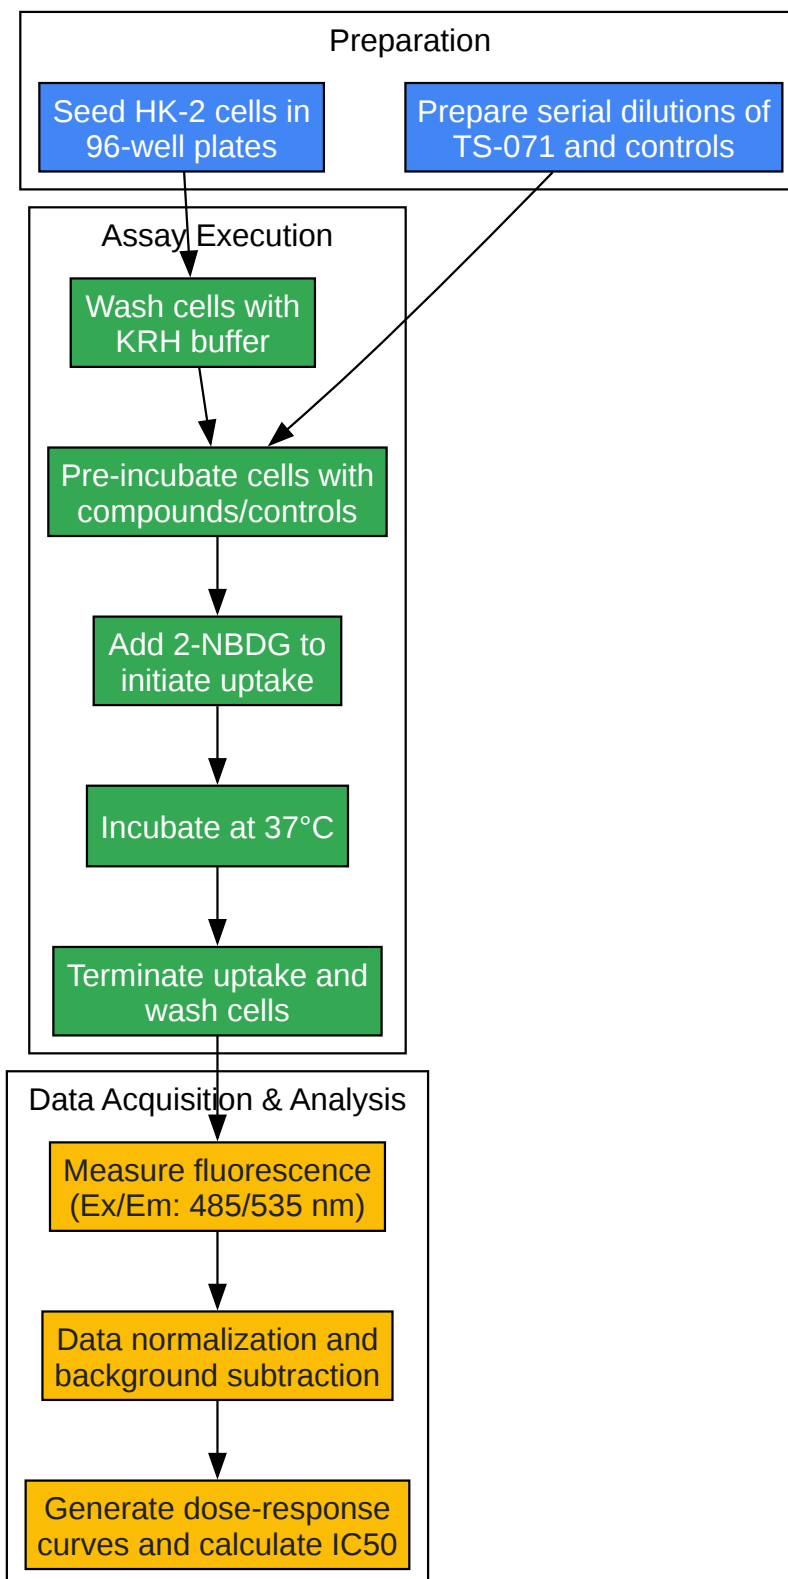 Preparation
Seed HK-2 cells in
96-well plates
Prepare serial dilutions of
TS-071 and controls
Assay Execution
Wash cells with
KRH buffer
Pre-incubate cells with
compounds/controls
Add 2-NBDG to
initiate uptake
Incubate at 37°C
Terminate uptake and
wash cells
Data Acquisition & Analysis
Measure fluorescence
(Ex/Em: 485/535 nm)
Data normalization and
background subtraction
Generate dose-response
curves and calculate IC50